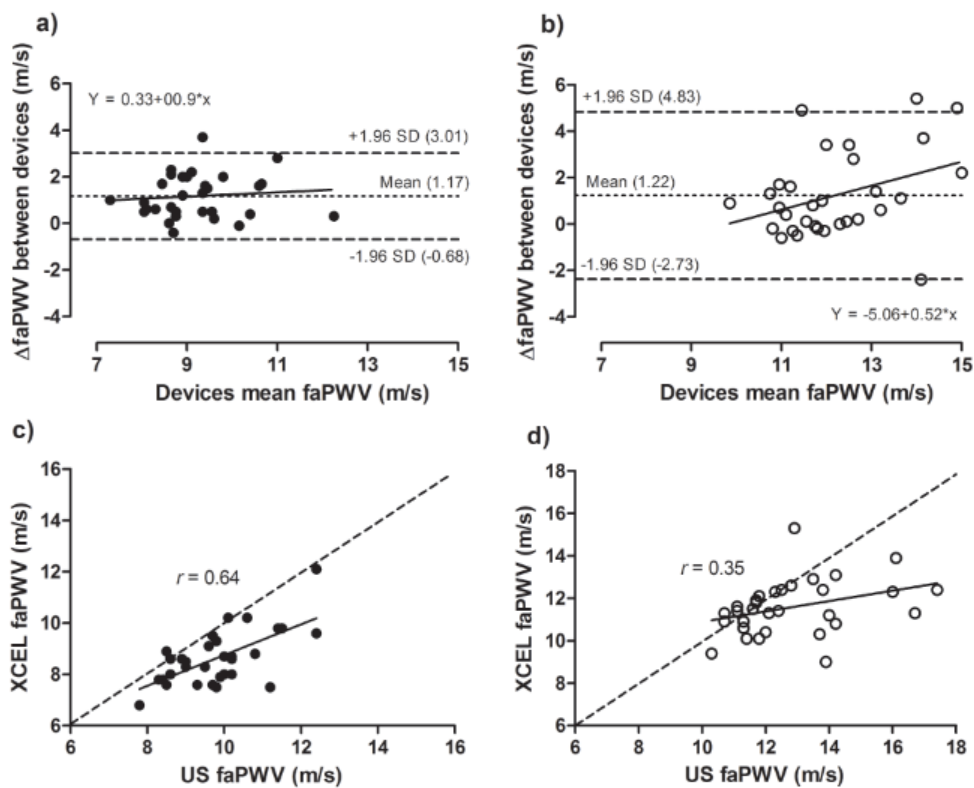 a)
ΔfaPWV between devices (m/s)
6
4
2
0
-2
-4
Y = 0.33+00.9*x
+1.96 SD (3.01)
Mean (1.17)
-1.96 SD (-0.68)
7
9
11
13
15
Devices mean faPWV (m/s)
b)
ΔfaPWV between devices (m/s)
6
4
2
0
-2
-4
+1.96 SD (4.83)
Mean (1.22)
-1.96 SD (-2.73)
Y = -5.06+0.52*x
7
9
11
13
15
Devices mean faPWV (m/s)
c)
XCEL faPWV (m/s)
16
14
12
10
8
6
r = 0.64
6
8
10
12
14
16
US faPWV (m/s)
d)
XCEL faPWV (m/s)
18
16
14
12
10
8
6
r = 0.35
6
8
10
12
14
16
18
US faPWV (m/s)